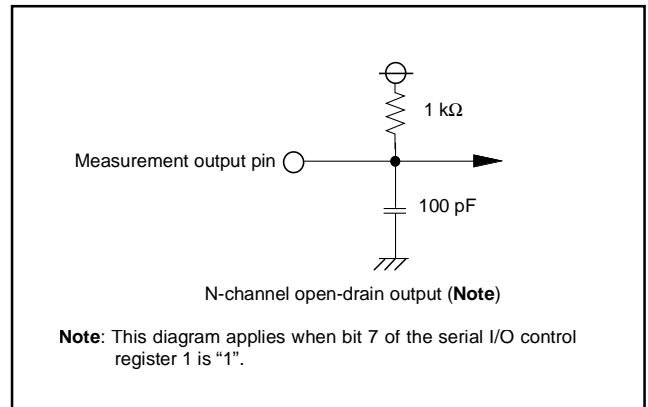 1 kΩ
Measurement output pin
100 pF
N-channel open-drain output (Note)
Note: This diagram applies when bit 7 of the serial I/O control
register 1 is “1”.